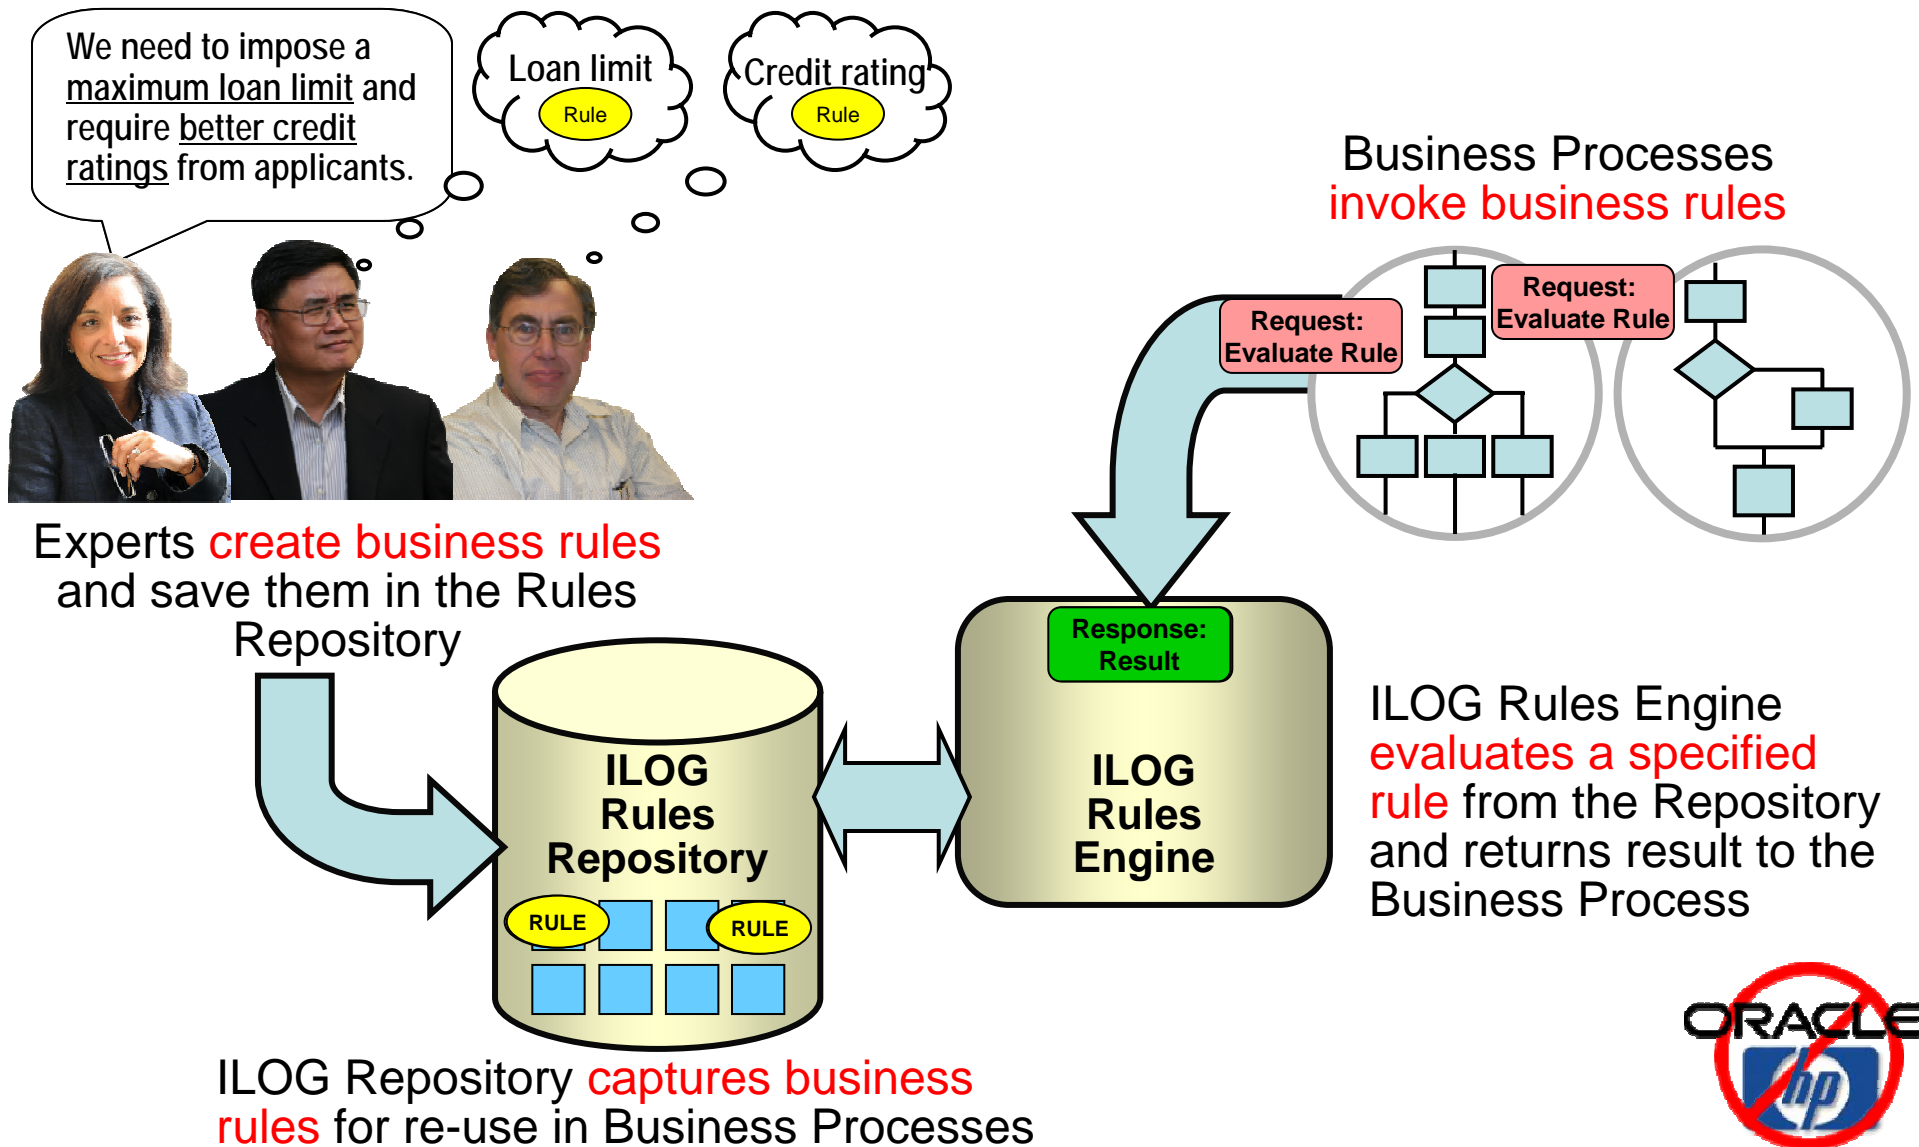 We need to impose a
maximum loan limit and
require better credit
ratings from applicants.
Loan limit
Rule
Credit rating
Rule
Business Processes
invoke business rules
Request:
Evaluate Rule
Request:
Evaluate Rule
Experts create business rules
and save them in the Rules
Repository
Response:
Result
ILOG
Rules
Repository
RULE
RULE
ILOG
Rules
Engine
ILOG Rules Engine
evaluates a specified
rule from the Repository
and returns result to the
Business Process
ILOG Repository captures business
rules for re-use in Business Processes
ORACLE
hp